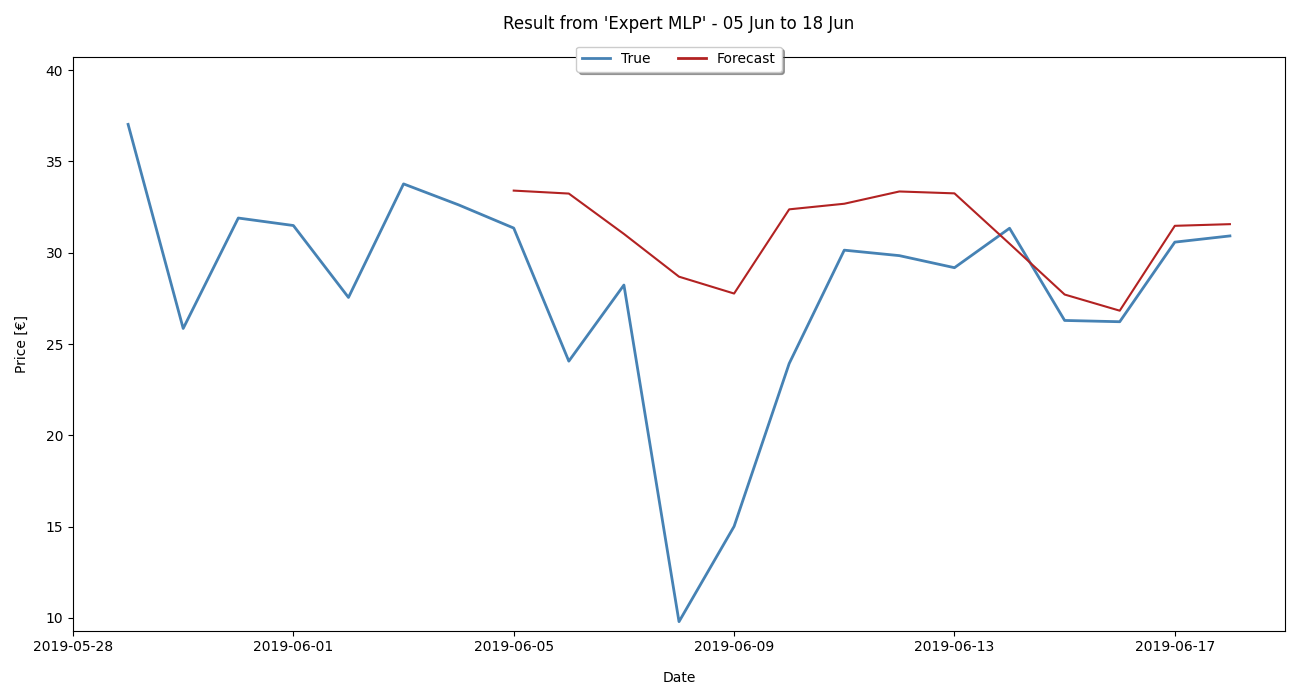 Result from 'Expert MLP' - 05 Jun to 18 Jun
True Forecast
40
35
30
25
20
15
10
Price [€]
2019-05-28 2019-06-01 2019-06-05 2019-06-09 2019-06-13 2019-06-17
Date